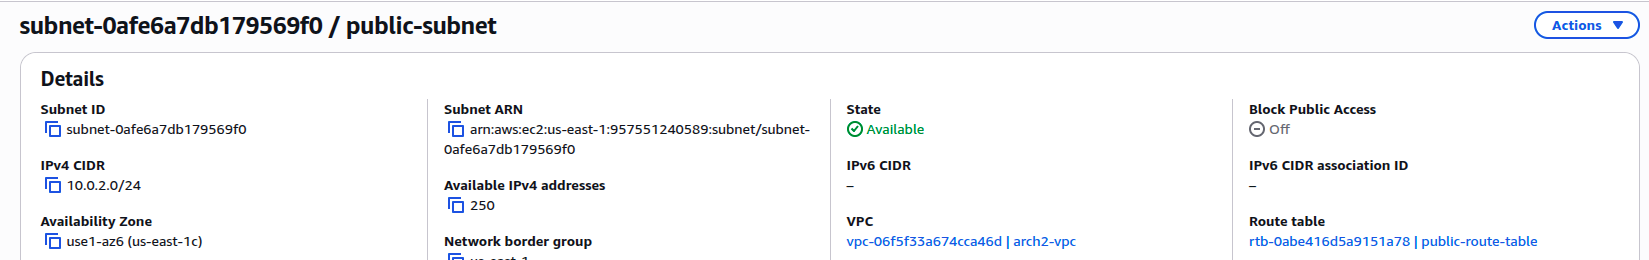 subnet-0afe6a7db179569f0 / public-subnet
Actions
Details
Subnet ID
subnet-0afe6a7db179569f0
IPv4 CIDR
10.0.2.0/24
Availability Zone
use1-az6 (us-east-1c)
Subnet ARN
arn:aws:ec2:us-east-1:957551240589:subnet/subnet-
0afe6a7db179569f0
Available IPv4 addresses
250
Network border group
us-east-1
State
Available
IPv6 CIDR
–
VPC
vpc-06f5f33a674cca46d | arch2-vpc
Block Public Access
Off
IPv6 CIDR association ID
–
Route table
rtb-0abe416d5a9151a78 | public-route-table